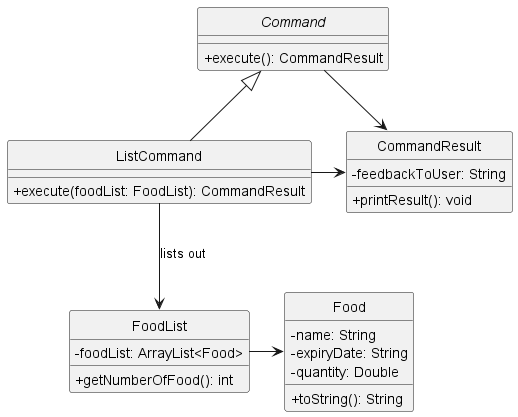 Command
+execute(): CommandResult
ListCommand
+execute(foodList: FoodList): CommandResult
CommandResult
-feedbackToUser: String
+printResult(): void
lists out
FoodList
-foodList: ArrayList<Food>
+getNumberOfFood(): int
Food
-name: String
-expiryDate: String
-quantity: Double
+toString(): String